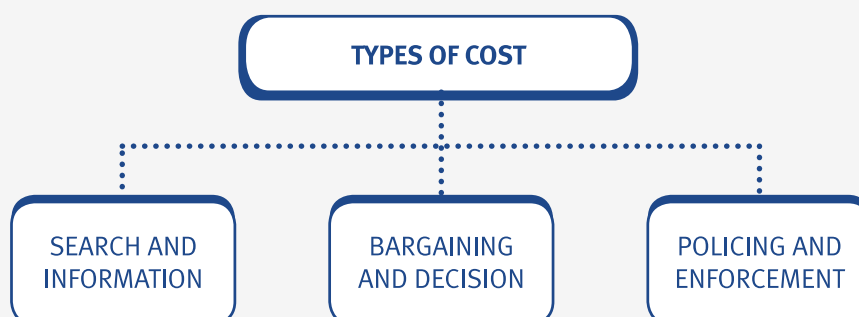 TYPES OF COST
SEARCH AND
INFORMATION
BARGAINING
AND DECISION
POLICING AND
ENFORCEMENT